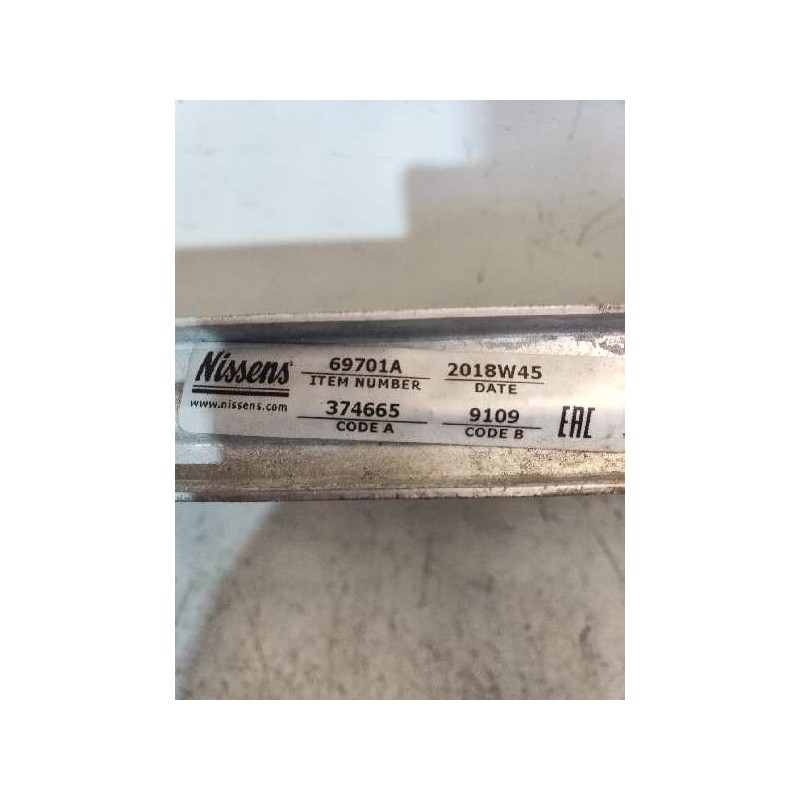 Nissens 69701A 2018W45
ITEM NUMBER DATE
www.nissens.com 374665 9109 EAC
CODE A CODE B